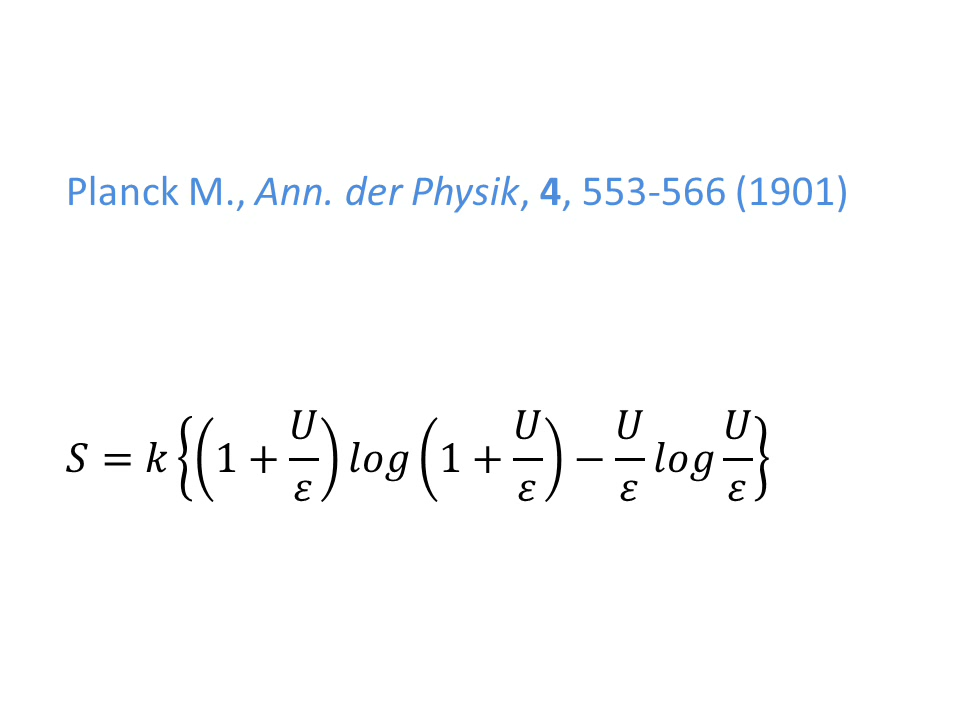 Planck M., Ann. der Physik, 4, 553-566 (1901)
𝑆 = 𝑘 {(1 + 𝑈/𝜀) 𝑙𝑜𝑔 (1 + 𝑈/𝜀) − 𝑈/𝜀 𝑙𝑜𝑔 𝑈/𝜀}